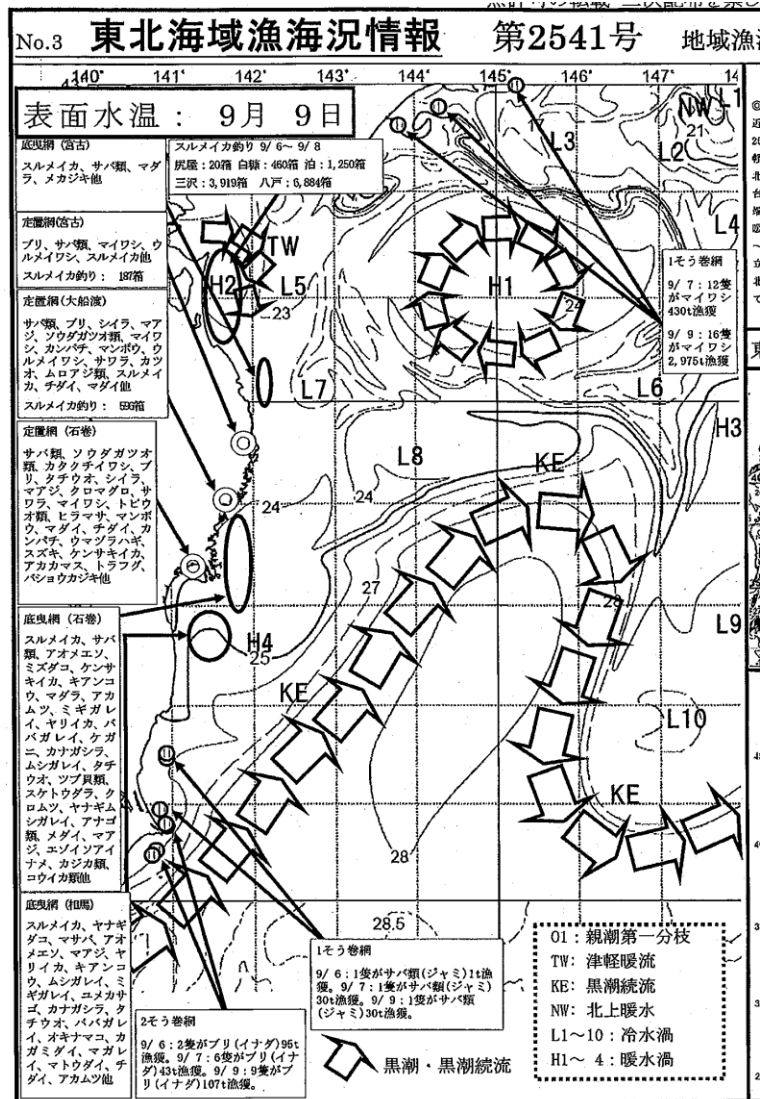 No.3 東北海域漁海況情報 第2541号 地域漁
140° 141° 142° 143° 144° 145° 146° 147°
表面水温： 9月 9日
底曳網（宮古）
スルメイカ、サバ類、マダ
ラ、メカジキ他
スルメイカ釣り 9/6～ 9/8
尻屋：20箱 白糠：460箱 泊：1,250箱
三沢：3,919箱 八戸：6,884箱
定置網(宮古)
ブリ、サバ類、マイワシ、ウ
ルメイワシ、スルメイカ他
スルメイカ釣り： 187箱
定置網(大船渡)
サバ類、ブリ、シイラ、マア
ジ、ソウダガツオ類、マイワ
シ、カンパチ、マンボウ、ウ
ルメイワシ、サワラ、カツ
オ、ムロアジ類、スルメイ
カ、チダイ、マダイ他
スルメイカ釣り： 596箱
定置網（石巻）
サバ類、ソウダガツオ
類、カタクチイワシ、ブ
リ、タチウオ、シイラ、
マアジ、クロマグロ、サ
ワラ、マイワシ、トビウ
オ類、ヒラマサ、マンボ
ウ、マダイ、チダイ、カ
ンパチ、ウマヅラハギ、
スズキ、ケンサキイカ、
アカカマス、トラフグ、
バショウカジキ他
底曳網（石巻）
スルメイカ、サバ
類、アオメエソ、
ミズダコ、ケンサ
キイカ、キアンコ
ウ、マダラ、アカ
ムツ、ミギガレ
イ、ヤリイカ、バ
バガレイ、ケガ
ニ、カナガシラ、
ムシガレイ、タチ
ウオ、ツブ貝類、
スケトウダラ、ク
ロムツ、ヤナギム
シガレイ、アナゴ
類、メダイ、マア
ジ、エゾイソアイ
ナメ、カジカ類、
コウイカ類他
底曳網（相馬）
スルメイカ、ヤナギ
ダコ、マサバ、アオ
メエソ、マアジ、ヤ
リイカ、キアンコ
ウ、ムシガレイ、ミ
ギガレイ、ユメカサ
ゴ、カナガシラ、タ
チウオ、ババガレ
イ、オキナマコ、カ
ガミダイ、マガレ
イ、マトウダイ、チ
ダイ、アカムツ他
1そう巻網
9/ 7：12隻
がマイワシ
430t漁獲
9/ 9：16隻
がマイワシ
2,975t漁獲
NW L1
17 21
L3 L2
L4
TW
H2 L5 H1
23 24
L7 L6
H3
L8 KE
24 24
27
28
H4 25
L9
KE
L10
KE
28
28.5
1そう巻網
9/ 6：1隻がサバ類(ジャミ)1t漁
獲。9/ 7：1隻がサバ類(ジャミ)
30t漁獲。9/ 9：1隻がサバ類
(ジャミ)30t漁獲。
2そう巻網
9/ 6：2隻がブリ(イナダ)95t
漁獲。9/ 7：6隻がブリ(イナ
ダ)43t漁獲。9/ 9：9隻がブ
リ(イナダ)107t漁獲。
黒潮・黒潮続流
O1：親潮第一分枝
TW: 津軽暖流
KE: 黒潮続流
NW: 北上暖水
L1～10：冷水渦
H1～ 4：暖水渦